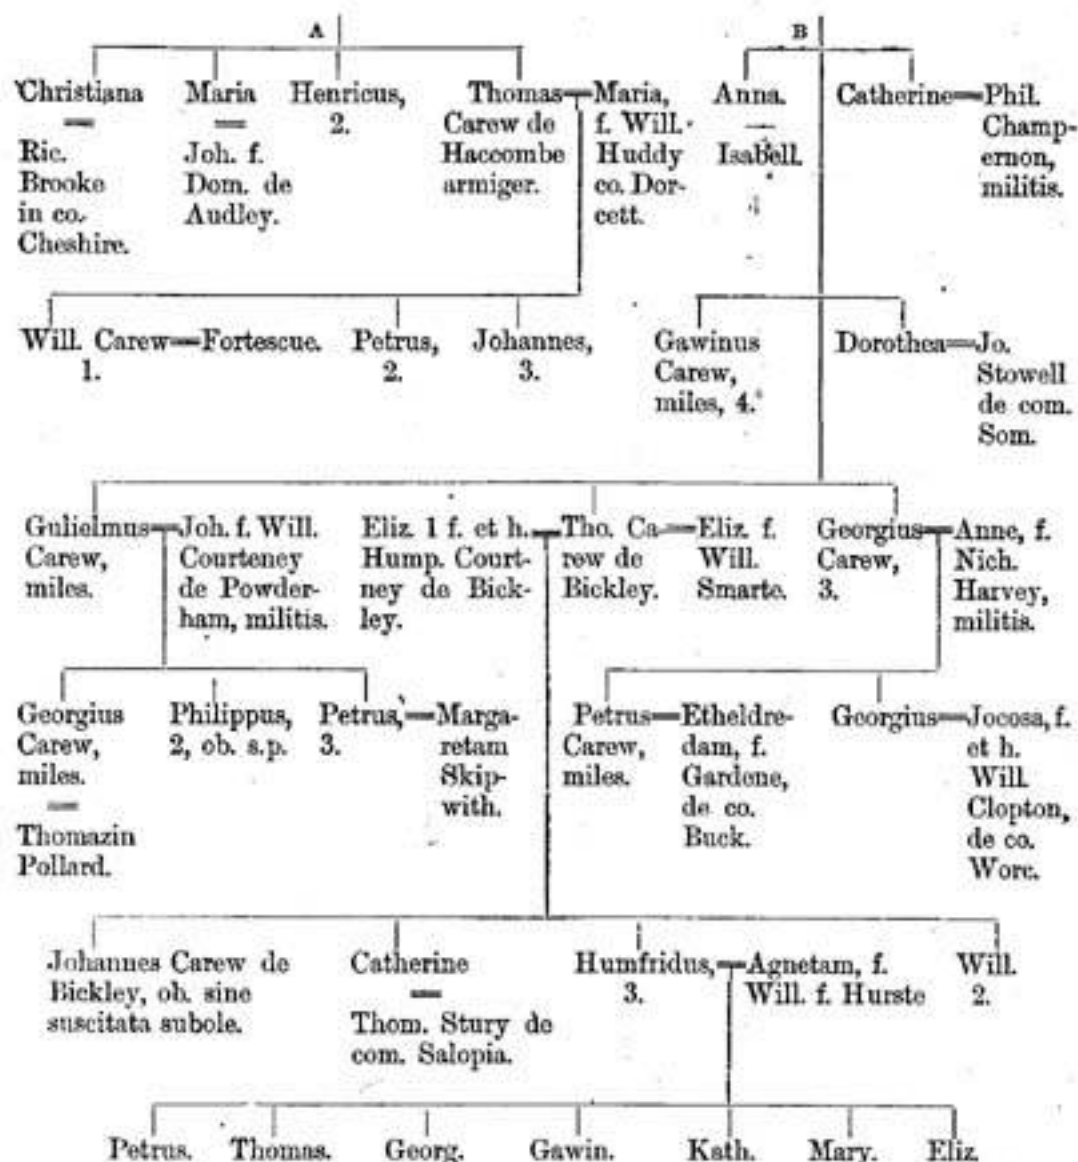 A B
Christiana Maria Henricus, Thomas Maria, Anna. Catherine Phil.
2. Carew de f. Will. Champ-
Ric. Joh. f. Haccombe Huddy Isabell. ernon,
Brooke Dom. de armiger. co. Dor- militis.
in co. Audley. cett.
Cheshire.
Will. Carew Fortescue. Petrus, Johannes, Gawinus Dorothea Jo.
1. 2. 3. Carew, Stowell
miles, 4. de com.
Som.
Gulielmus Joh. f. Will. Eliz. 1 f. et h. Tho. Ca- Eliz. f. Georgius Anne, f.
Carew, Courteney Hump. Court- rew de Will. Carew, Nich.
miles. de Powder- ney de Bick- Bickley. Smarte. 3. Harvey,
ham, militis. ley. militis.
Georgius Philippus, Petrus, Marga- Petrus Etheldre- Georgius Jocosa, f.
Carew, 2, ob. s.p. 3. retam Carew, dam, f. et h.
miles. Skip- miles. Gardene, Will.
with. de co. Clopton,
Thomazin Buck. de co.
Pollard. Worc.
Johannes Carew de Catherine Humfridus, Agnetam, f. Will.
Bickley, ob. sine 3. Will. f. Hurste 2.
suscitata subole. Thom. Stury de
com. Salopia.
Petrus. Thomas. Georg. Gawin. Kath. Mary. Eliz.